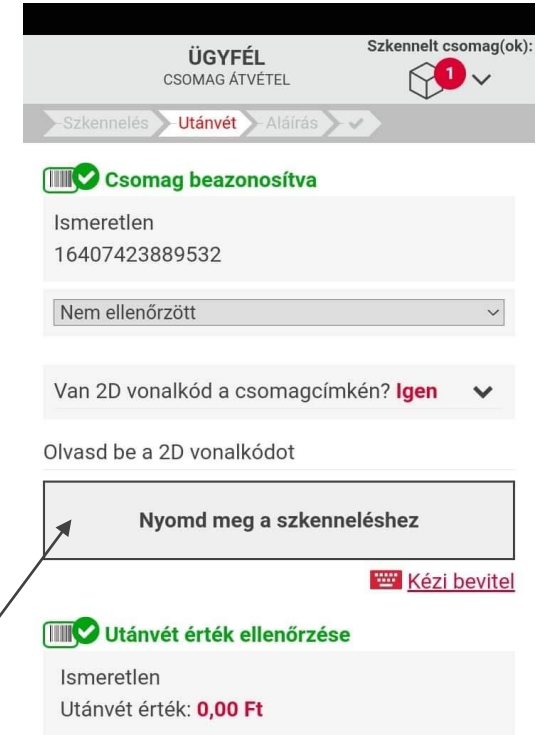 ÜGYFÉL
CSOMAG ÁTVÉTEL
Szkennelt csomag(ok):
1
Szkennelés
Utánvét
Aláírás
Csomag beazonosítva
Ismeretlen
16407423889532
Nem ellenőrzött
Van 2D vonalkód a csomagcímkén? Igen
Olvasd be a 2D vonalkódot
Nyomd meg a szkenneléshez
Kézi bevitel
Utánvét érték ellenőrzése
Ismeretlen
Utánvét érték: 0,00 Ft